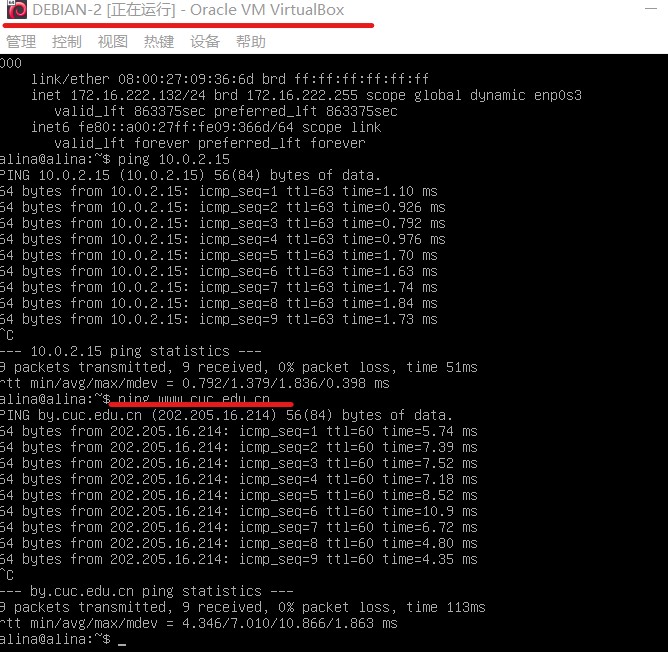 DEBIAN-2 [正在运行] - Oracle VM VirtualBox
管理 控制 视图 热键 设备 帮助
000
link/ether 08:00:27:09:36:6d brd ff:ff:ff:ff:ff:ff
inet 172.16.222.132/24 brd 172.16.222.255 scope global dynamic enp0s3
valid_lft 863375sec preferred_lft 863375sec
inet6 fe80::a00:27ff:fe09:366d/64 scope link
valid_lft forever preferred_lft forever
alina@alina:~$ ping 10.0.2.15
PING 10.0.2.15 (10.0.2.15) 56(84) bytes of data.
64 bytes from 10.0.2.15: icmp_seq=1 ttl=63 time=1.10 ms
64 bytes from 10.0.2.15: icmp_seq=2 ttl=63 time=0.926 ms
64 bytes from 10.0.2.15: icmp_seq=3 ttl=63 time=0.792 ms
64 bytes from 10.0.2.15: icmp_seq=4 ttl=63 time=0.976 ms
64 bytes from 10.0.2.15: icmp_seq=5 ttl=63 time=1.70 ms
64 bytes from 10.0.2.15: icmp_seq=6 ttl=63 time=1.63 ms
64 bytes from 10.0.2.15: icmp_seq=7 ttl=63 time=1.74 ms
64 bytes from 10.0.2.15: icmp_seq=8 ttl=63 time=1.84 ms
64 bytes from 10.0.2.15: icmp_seq=9 ttl=63 time=1.73 ms
^C
--- 10.0.2.15 ping statistics ---
9 packets transmitted, 9 received, 0% packet loss, time 51ms
rtt min/avg/max/mdev = 0.792/1.379/1.836/0.398 ms
alina@alina:~$ ping www.cuc.edu.cn
PING by.cuc.edu.cn (202.205.16.214) 56(84) bytes of data.
64 bytes from 202.205.16.214: icmp_seq=1 ttl=60 time=5.74 ms
64 bytes from 202.205.16.214: icmp_seq=2 ttl=60 time=7.39 ms
64 bytes from 202.205.16.214: icmp_seq=3 ttl=60 time=7.52 ms
64 bytes from 202.205.16.214: icmp_seq=4 ttl=60 time=7.18 ms
64 bytes from 202.205.16.214: icmp_seq=5 ttl=60 time=8.52 ms
64 bytes from 202.205.16.214: icmp_seq=6 ttl=60 time=10.9 ms
64 bytes from 202.205.16.214: icmp_seq=7 ttl=60 time=6.72 ms
64 bytes from 202.205.16.214: icmp_seq=8 ttl=60 time=4.80 ms
64 bytes from 202.205.16.214: icmp_seq=9 ttl=60 time=4.35 ms
^C
--- by.cuc.edu.cn ping statistics ---
9 packets transmitted, 9 received, 0% packet loss, time 113ms
rtt min/avg/max/mdev = 4.346/7.010/10.866/1.863 ms
alina@alina:~$ _